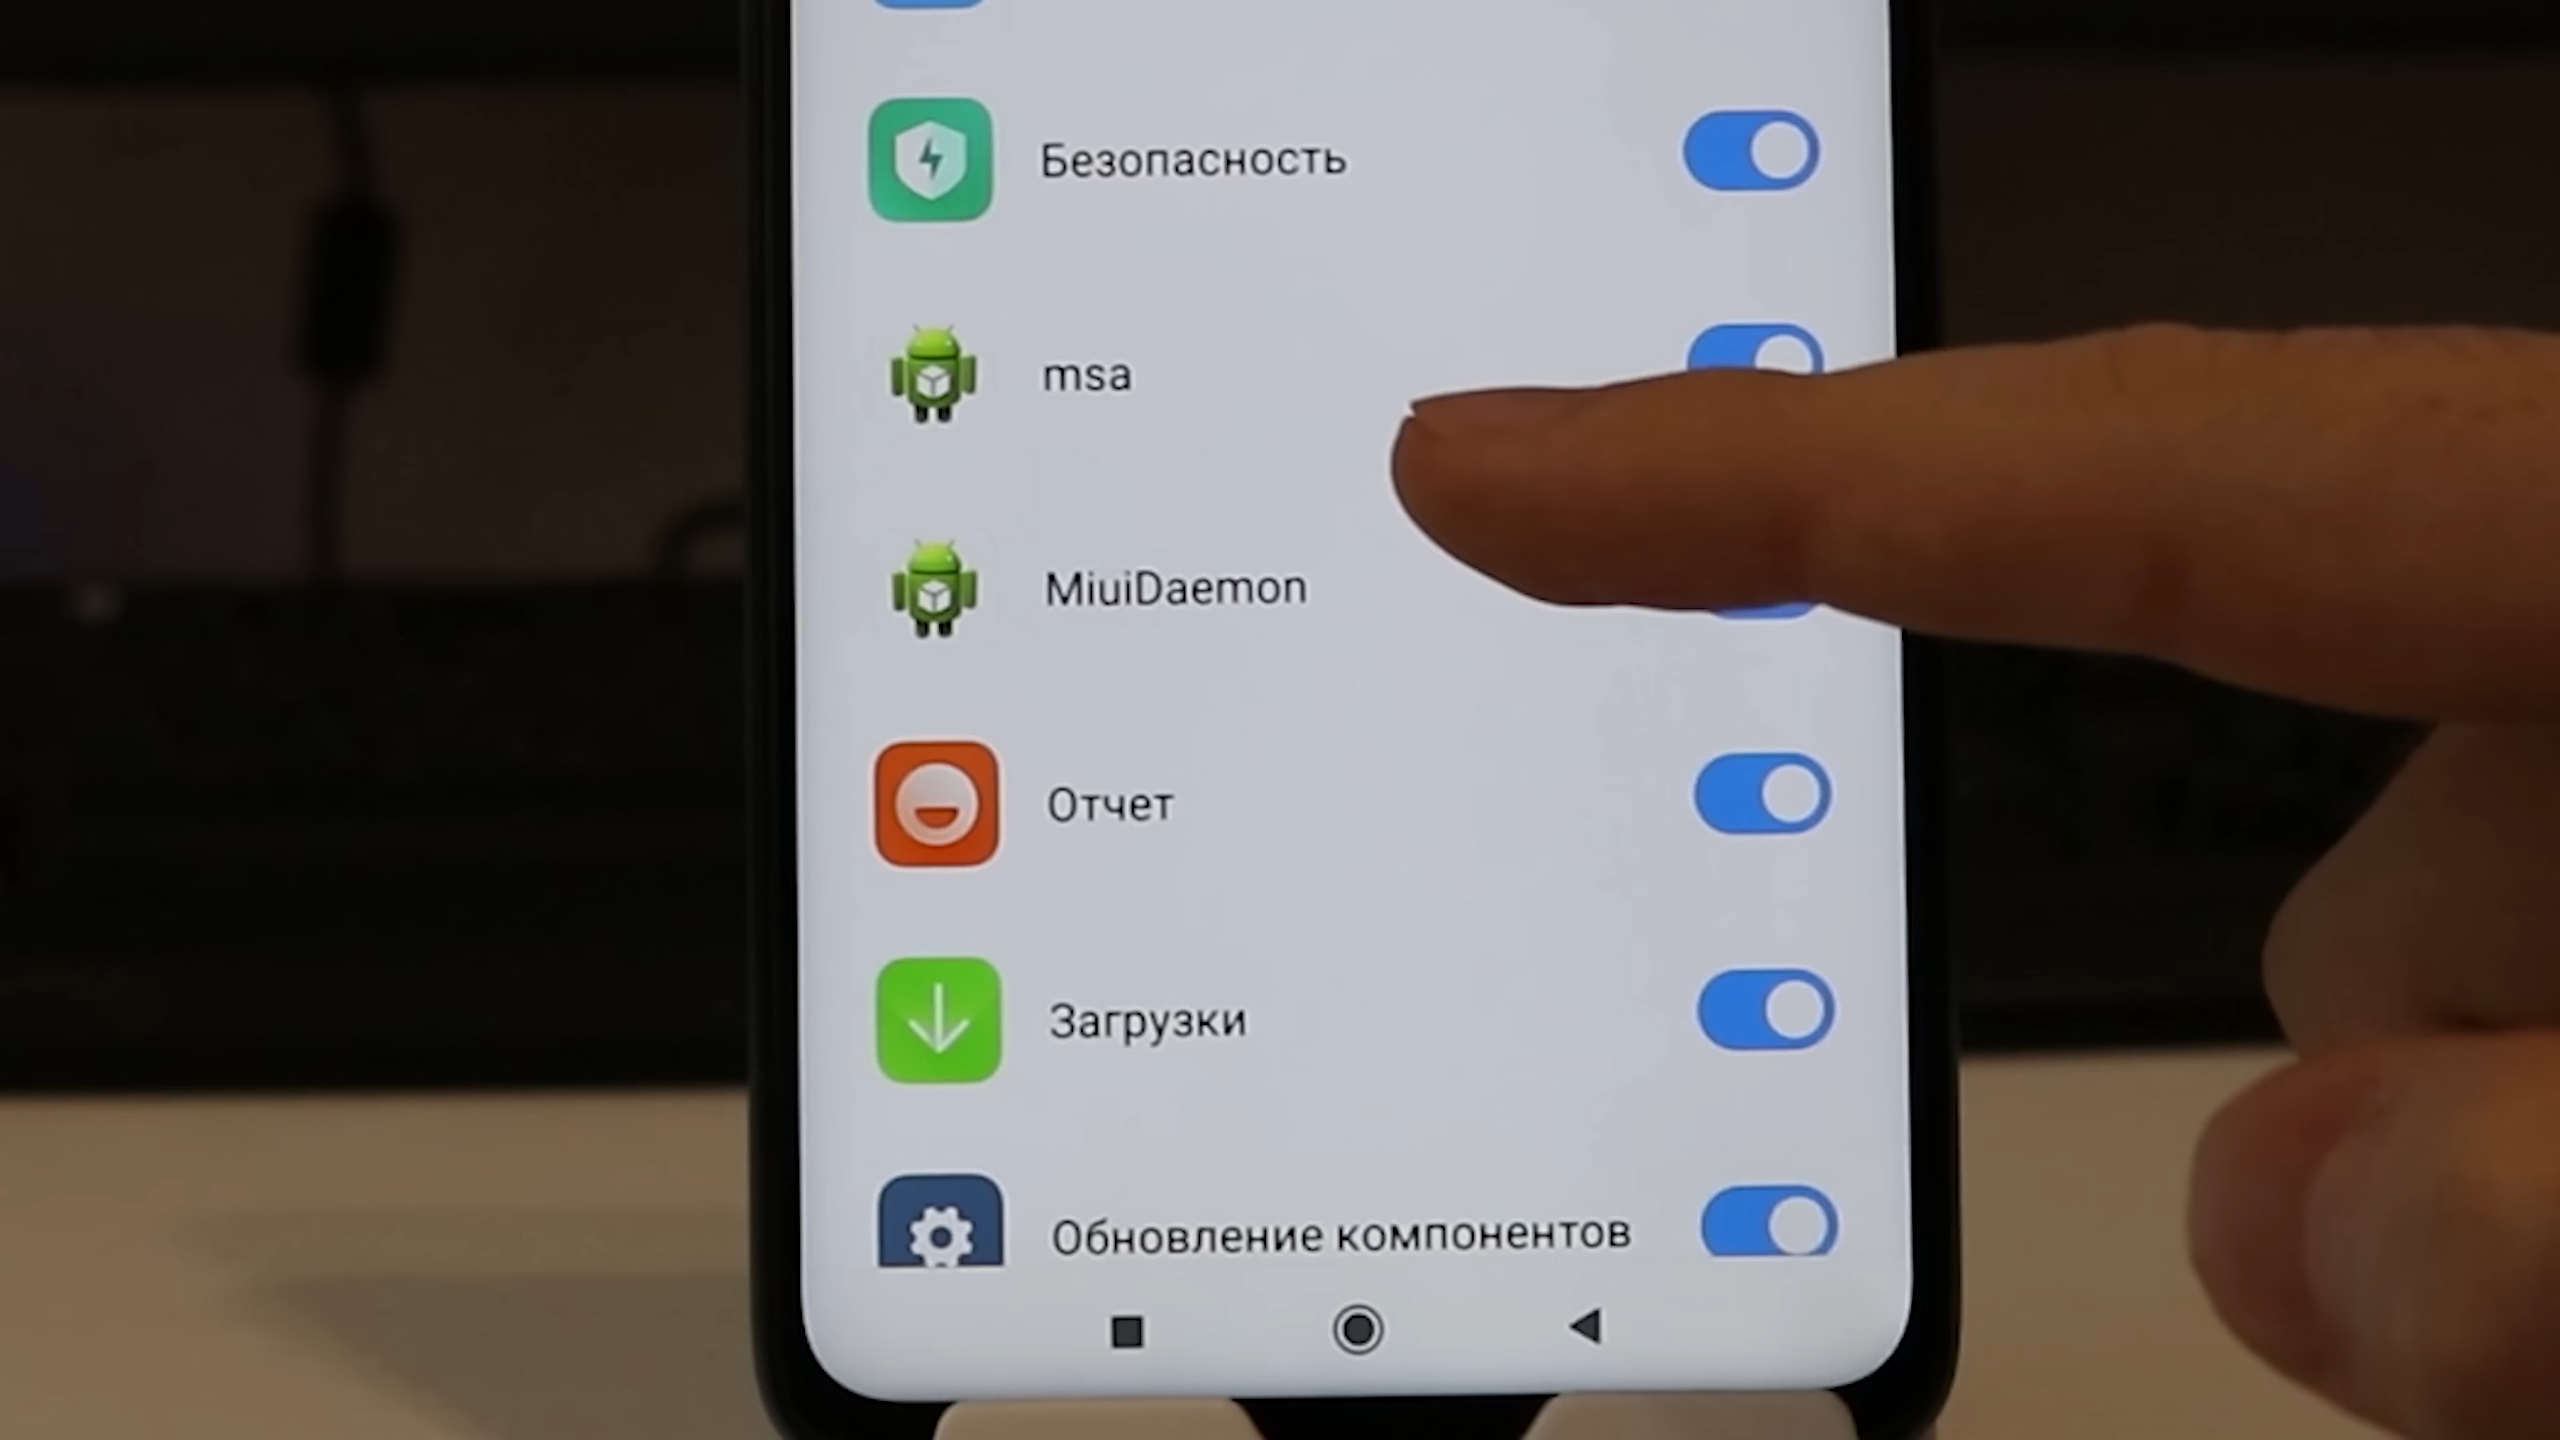 Безопасность
msa
MiuiDaemon
Отчет
Загрузки
Обновление компонентов